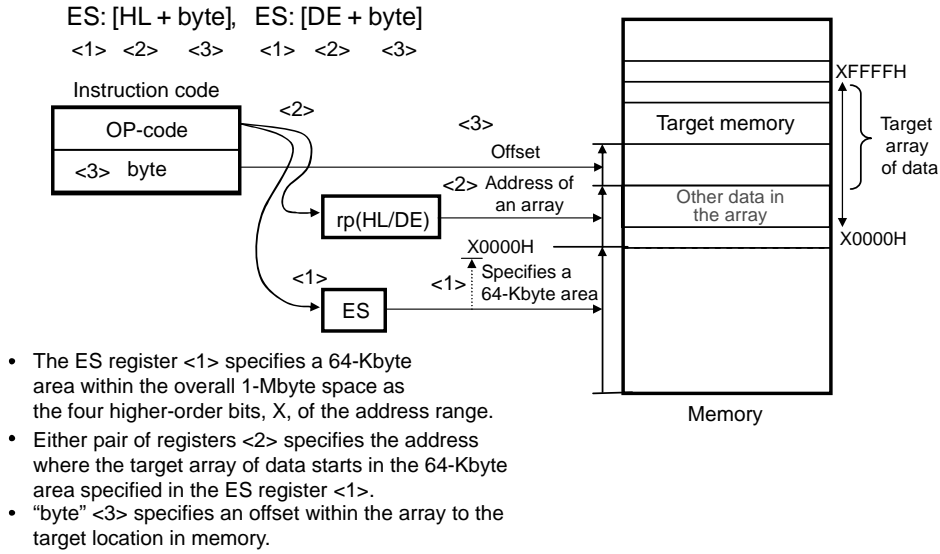 ES: [HL + byte], ES: [DE + byte]
<1> <2> <3> <1> <2> <3>
Instruction code
OP-code
<3> byte
<2>
<3>
Offset
<2> Address of
an array
rp(HL/DE)
X0000H
<1>
<1>
Specifies a
64-Kbyte
area
ES
XFFFFH
Target memory
Target
array
of data
Other data in
the array
X0000H
Memory
• The ES register <1> specifies a 64-Kbyte
area within the overall 1-Mbyte space as
the four higher-order bits, X, of the address range.
• Either pair of registers <2> specifies the address
where the target array of data starts in the 64-Kbyte
area specified in the ES register <1>.
• “byte” <3> specifies an offset within the array to the
target location in memory.